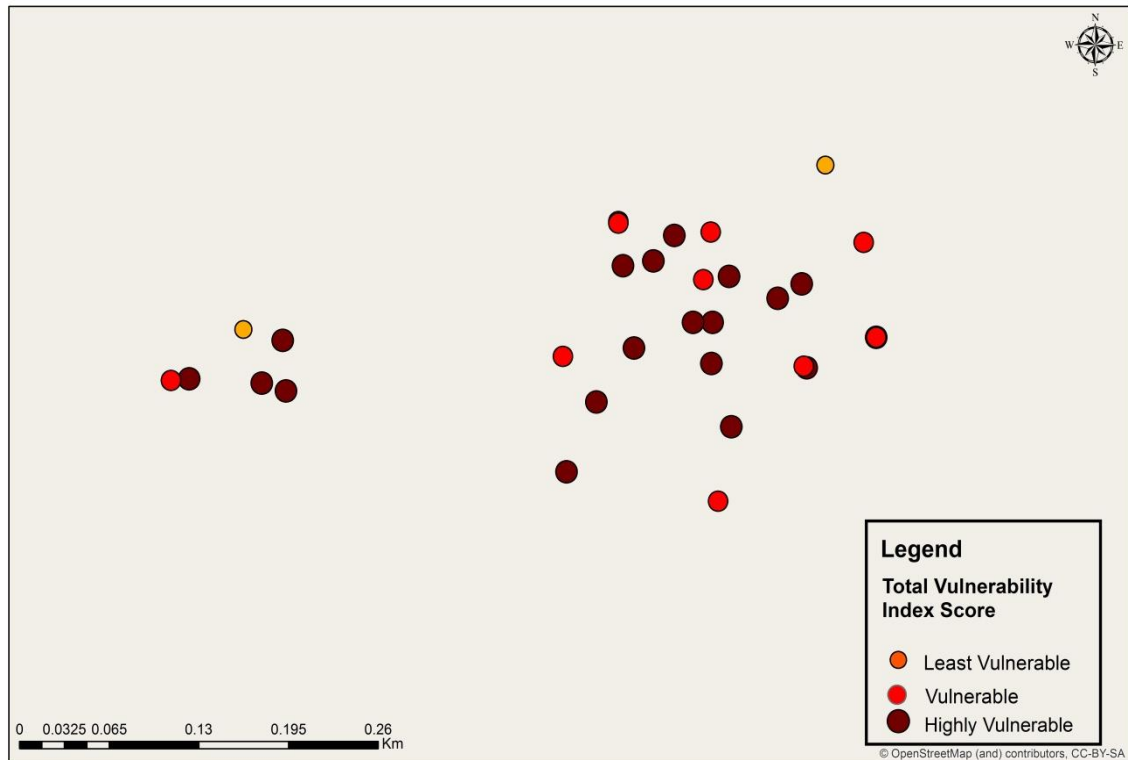 N
W E
S
Legend
Total Vulnerability
Index Score
Least Vulnerable
Vulnerable
Highly Vulnerable
0 0.0325 0.065 0.13 0.195 0.26
Km
© OpenStreetMap (and) contributors, CC-BY-SA